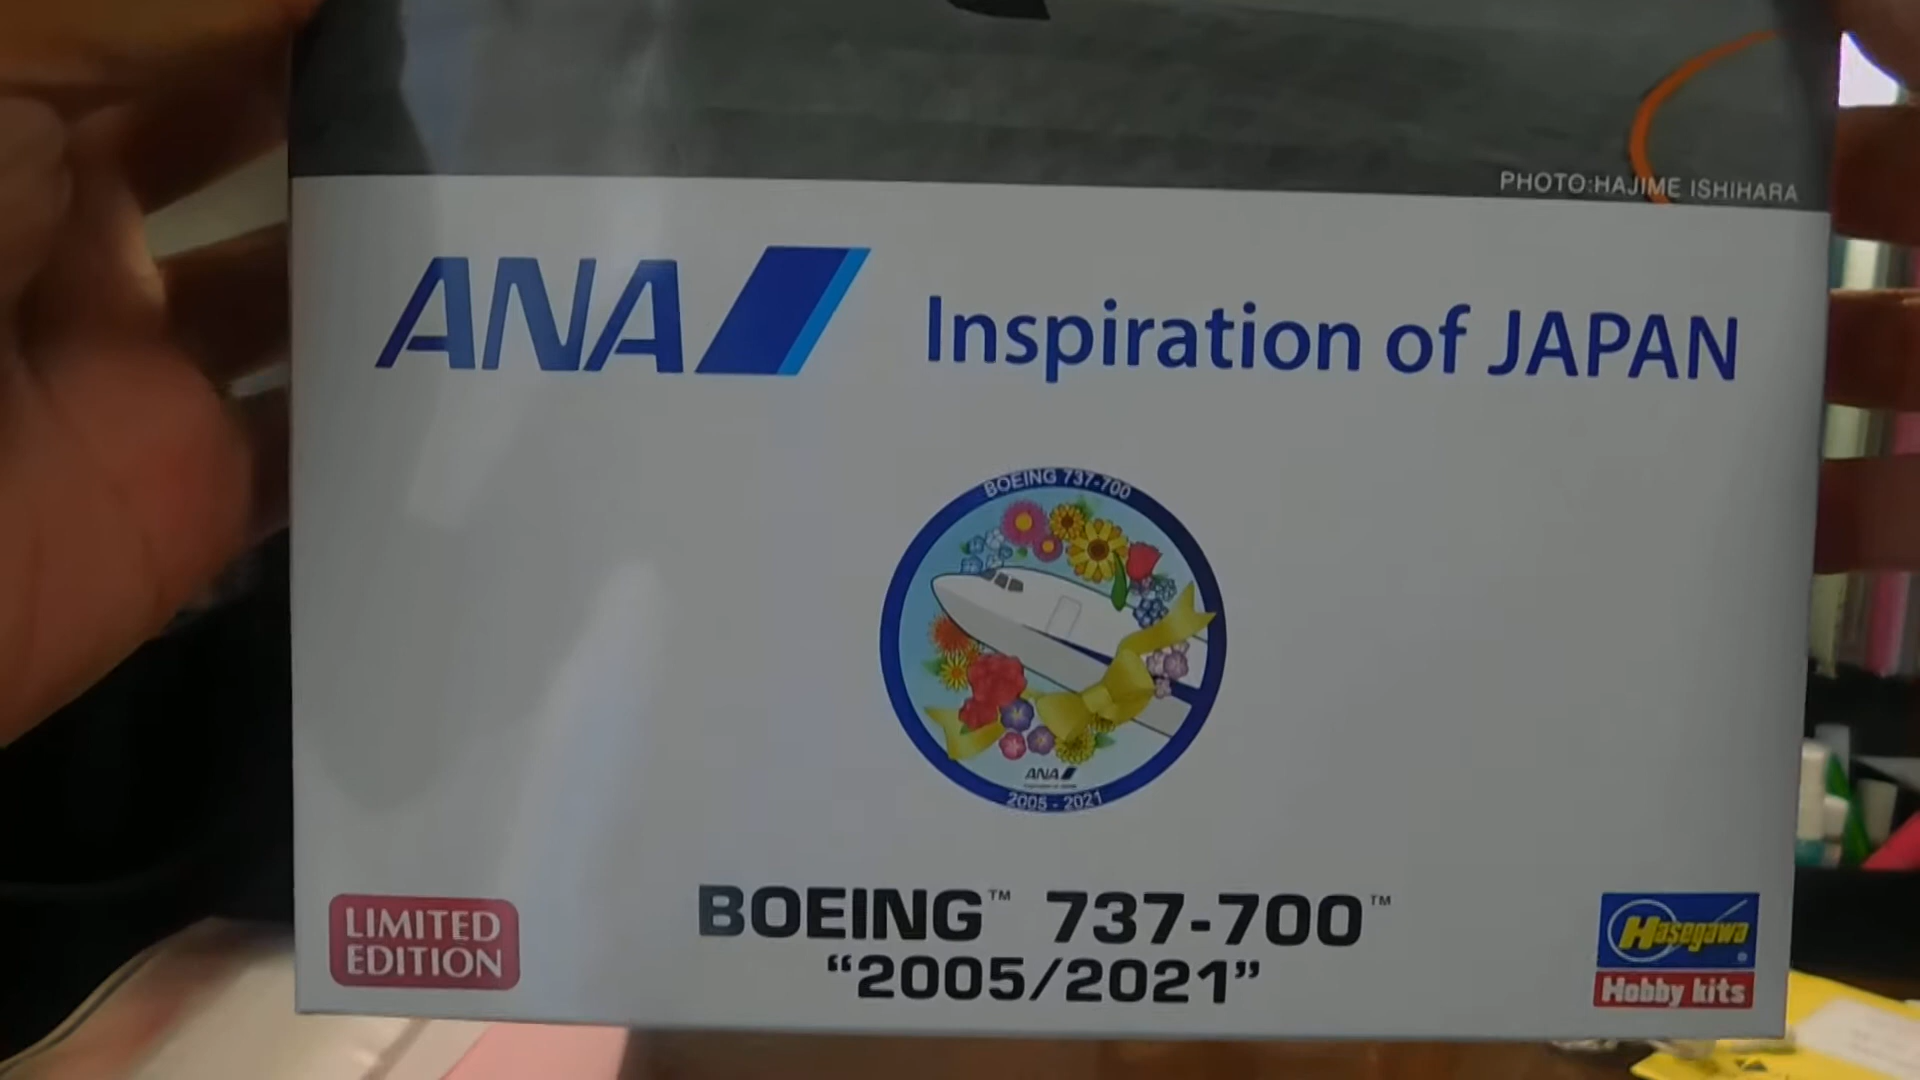 PHOTO:HAJIME ISHIHARA
ANA
Inspiration of JAPAN
BOEING 737-700
ANA
2005 - 2021
LIMITED
EDITION
BOEING™ 737-700™
“2005/2021”
Hasegawa
Hobby kits